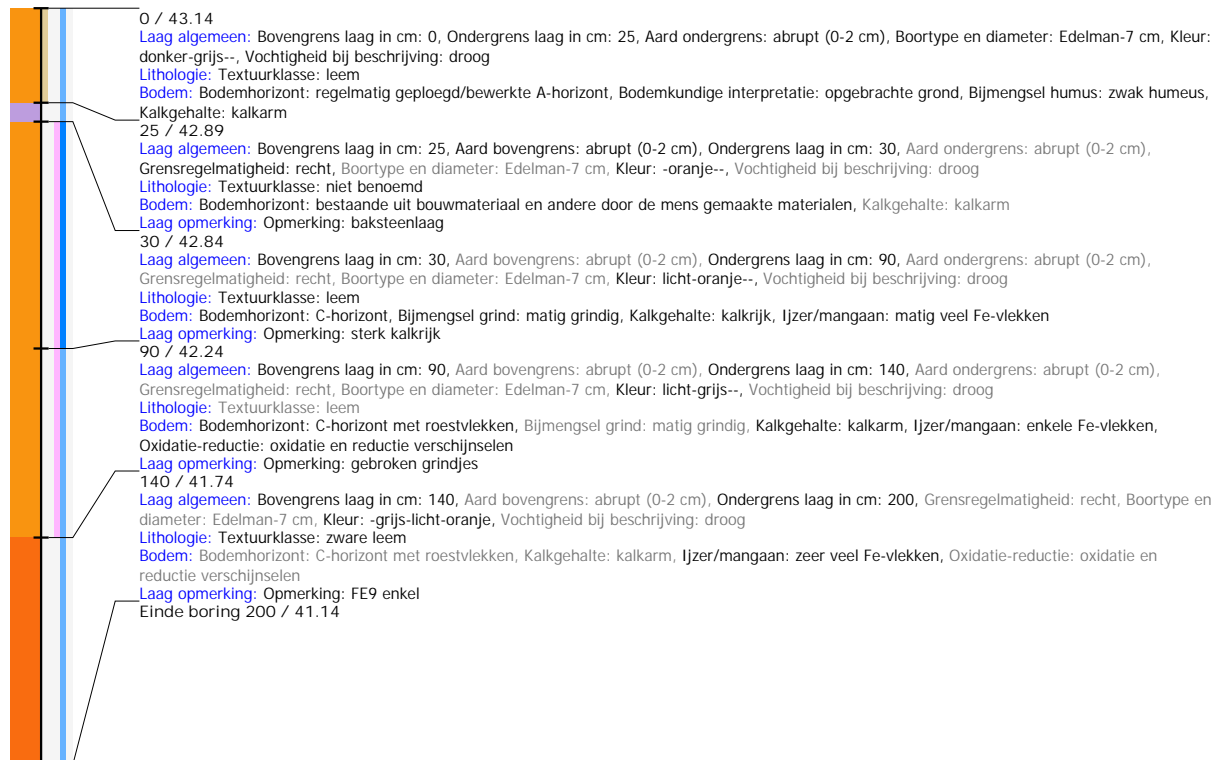 0 / 43.14
Laag algemeen: Bovengrens laag in cm: 0, Ondergrens laag in cm: 25, Aard ondergrens: abrupt (0-2 cm), Boortype en diameter: Edelman-7 cm, Kleur:
donker-grijs--, Vochtigheid bij beschrijving: droog
Lithologie: Textuurklasse: leem
Bodem: Bodemhorizont: regelmatig geploegd/bewerkte A-horizont, Bodemkundige interpretatie: opgebrachte grond, Bijmengsel humus: zwak humeus,
Kalkgehalte: kalkarm
25 / 42.89
Laag algemeen: Bovengrens laag in cm: 25, Aard bovengrens: abrupt (0-2 cm), Ondergrens laag in cm: 30, Aard ondergrens: abrupt (0-2 cm),
Grensregelmatigheid: recht, Boortype en diameter: Edelman-7 cm, Kleur: -oranje--, Vochtigheid bij beschrijving: droog
Lithologie: Textuurklasse: niet benoemd
Bodem: Bodemhorizont: bestaande uit bouwmateriaal en andere door de mens gemaakte materialen, Kalkgehalte: kalkarm
Laag opmerking: Opmerking: baksteenlaag
30 / 42.84
Laag algemeen: Bovengrens laag in cm: 30, Aard bovengrens: abrupt (0-2 cm), Ondergrens laag in cm: 90, Aard ondergrens: abrupt (0-2 cm),
Grensregelmatigheid: recht, Boortype en diameter: Edelman-7 cm, Kleur: licht-oranje--, Vochtigheid bij beschrijving: droog
Lithologie: Textuurklasse: leem
Bodem: Bodemhorizont: C-horizont, Bijmengsel grind: matig grindig, Kalkgehalte: kalkrijk, Ijzer/mangaan: matig veel Fe-vlekken
Laag opmerking: Opmerking: sterk kalkrijk
90 / 42.24
Laag algemeen: Bovengrens laag in cm: 90, Aard bovengrens: abrupt (0-2 cm), Ondergrens laag in cm: 140, Aard ondergrens: abrupt (0-2 cm),
Grensregelmatigheid: recht, Boortype en diameter: Edelman-7 cm, Kleur: licht-grijs--, Vochtigheid bij beschrijving: droog
Lithologie: Textuurklasse: leem
Bodem: Bodemhorizont: C-horizont met roestvlekken, Bijmengsel grind: matig grindig, Kalkgehalte: kalkarm, Ijzer/mangaan: enkele Fe-vlekken,
Oxidatie-reductie: oxidatie en reductie verschijnselen
Laag opmerking: Opmerking: gebroken grindjes
140 / 41.74
Laag algemeen: Bovengrens laag in cm: 140, Aard bovengrens: abrupt (0-2 cm), Ondergrens laag in cm: 200, Grensregelmatigheid: recht, Boortype en
diameter: Edelman-7 cm, Kleur: -grijs-licht-oranje, Vochtigheid bij beschrijving: droog
Lithologie: Textuurklasse: zware leem
Bodem: Bodemhorizont: C-horizont met roestvlekken, Kalkgehalte: kalkarm, Ijzer/mangaan: zeer veel Fe-vlekken, Oxidatie-reductie: oxidatie en
reductie verschijnselen
Laag opmerking: Opmerking: FE9 enkel
Einde boring 200 / 41.14